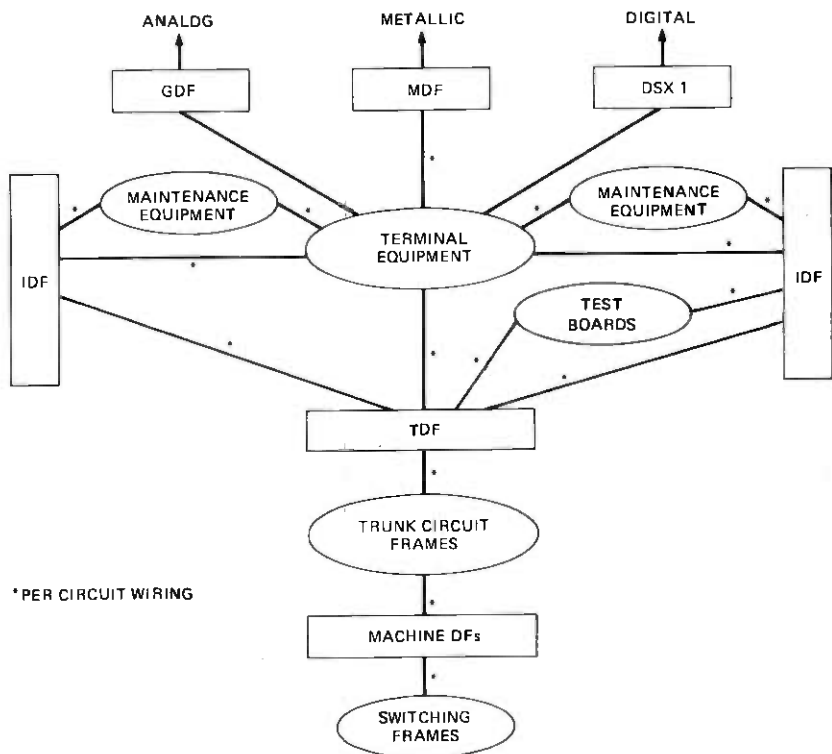 ANALDG
METALLIC
DIGITAL
GDF
MDF
DSX 1
MAINTENANCE
EQUIPMENT
MAINTENANCE
EQUIPMENT
TERMINAL
EQUIPMENT
IDF
IDF
TEST
BOARDS
TDF
TRUNK CIRCUIT
FRAMES
*PER CIRCUIT WIRING
MACHINE DFs
SWITCHING
FRAMES